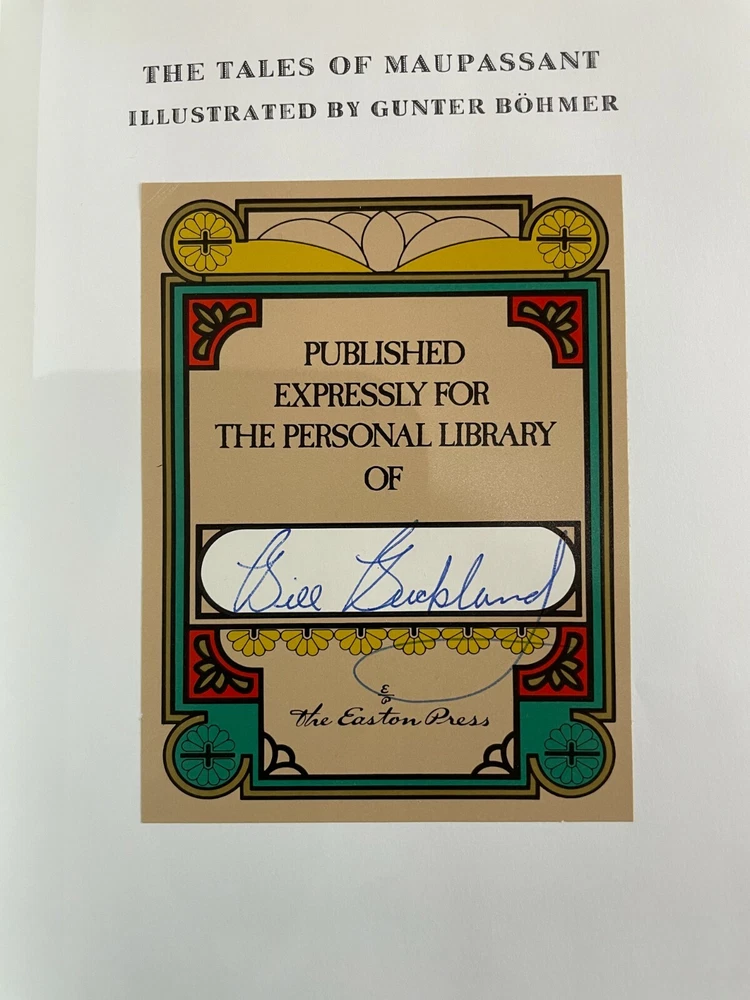 THE TALES OF MAUPASSANT
ILLUSTRATED BY GUNTER BÖHMER
PUBLISHED
EXPRESSLY FOR
THE PERSONAL LIBRARY
OF
Bill
E/P
the Easton Press